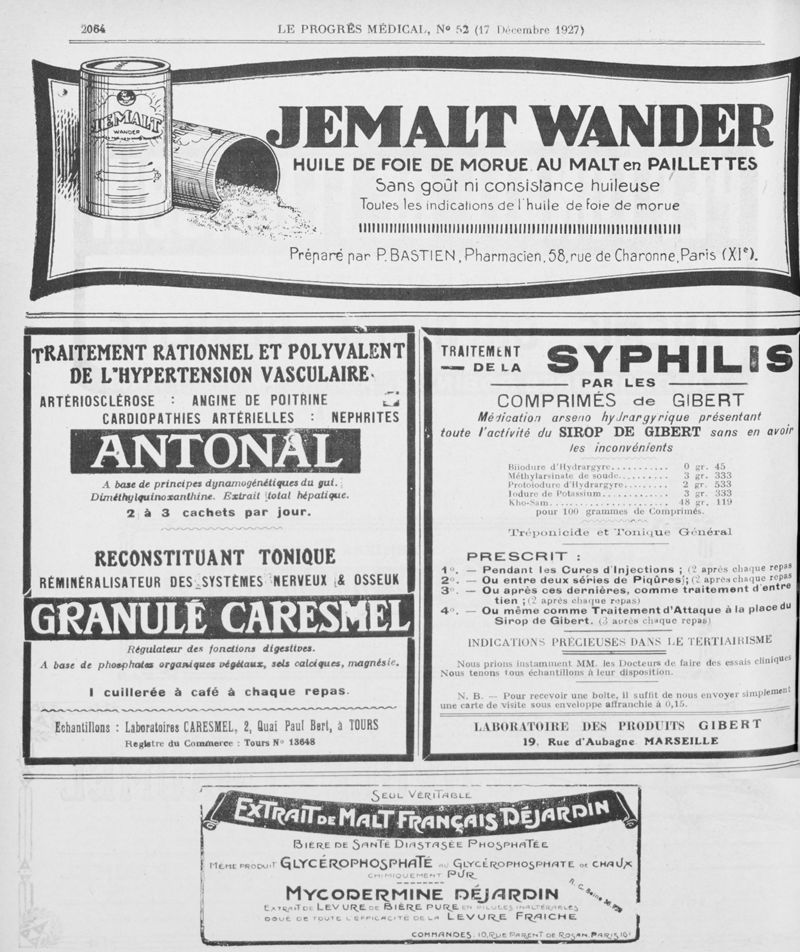 2064
LE PROGRÈS MÉDICAL, No 52 (17 Décembre 1927)
JEMALT
WANDER
JEMALT WANDER
HUILE DE FOIE DE MORUE AU MALT en PAILLETTES
Sans goût ni consistance huileuse
Toutes les indications de l'huile de foie de morue
Préparé par P. BASTIEN, Pharmacien, 58, rue de Charonne, Paris (XIe).
TRAITEMENT RATIONNEL ET POLYVALENT
DE L'HYPERTENSION VASCULAIRE
ARTÉRIOSCLÉROSE : ANGINE DE POITRINE
CARDIOPATHIES ARTÉRIELLES : NEPHRITES
ANTONAL
A base de principes dynamogénétiques du gui.
Diméthylquinoxanthine. Extrait total hépatique.
2 à 3 cachets par jour.
RECONSTITUANT TONIQUE
RÉMINÉRALISATEUR DES SYSTÈMES NERVEUX & OSSEUX
GRANULÉ CARESMEL
Régulateur des fonctions digestives.
A base de phosphates organiques végétaux, sels calciques, magnésie.
1 cuillerée à café à chaque repas.
Echantillons : Laboratoires CARESMEL, 2, Quai Paul Bert, à TOURS
Registre du Commerce : Tours No 13648
TRAITEMENT
DE LA
SYPHILIS
PAR LES
COMPRIMÉS de GIBERT
Médication arseno hydrargyrique présentant
toute l'activité du SIROP DE GIBERT sans en avoir
les inconvénients
Biiodure d'Hydrargyre........... 0 gr. 45
Méthylarsinate de soude......... 3 gr. 333
Protoiodure d'Hydrargyre........ 2 gr. 533
Iodure de Potassium............. 3 gr. 333
Kho-Sam......................... 48 gr. 119
pour 100 grammes de Comprimés.
Tréponicide et Tonique Général
PRESCRIT :
1o. — Pendant les Cures d'Injections ; (2 après chaque repas
2o. — Ou entre deux séries de Piqûres ; (2 après chaque repas
3o. — Ou après ces dernières, comme traitement d'entre
tien ; (2 après chaque repas)
4o. — Ou même comme Traitement d'Attaque à la place du
Sirop de Gibert. (3 après chaque repas)
INDICATIONS PRÉCIEUSES DANS LE TERTIAIRISME
Nous prions instamment MM. les Docteurs de faire des essais cliniques
Nous tenons tous échantillons à leur disposition.
N. B. — Pour recevoir une boîte, il suffit de nous envoyer simplement
une carte de visite sous enveloppe affranchie à 0,15.
LABORATOIRE DES PRODUITS GIBERT
19, Rue d'Aubagne MARSEILLE
SEUL VÉRITABLE
EXTRAIT DE MALT FRANÇAIS DÉJARDIN
BIÈRE DE SANTÉ DIASTASÉE PHOSPHATÉE
MÊME PRODUIT GLYCÉROPHOSPHATÉ AU GLYCÉROPHOSPHATE DE CHAUX
CHIMIQUEMENT PUR
MYCODERMINE DÉJARDIN
EXTRAIT DE LEVURE DE BIÈRE PURE EN PILULES INALTÉRABLES
DOUÉ DE TOUTE L'EFFICACITÉ DE LA LEVURE FRAICHE
R. C. Seine
COMMANDES, 10, RUE PARENT DE ROSAN, PARIS, 16e